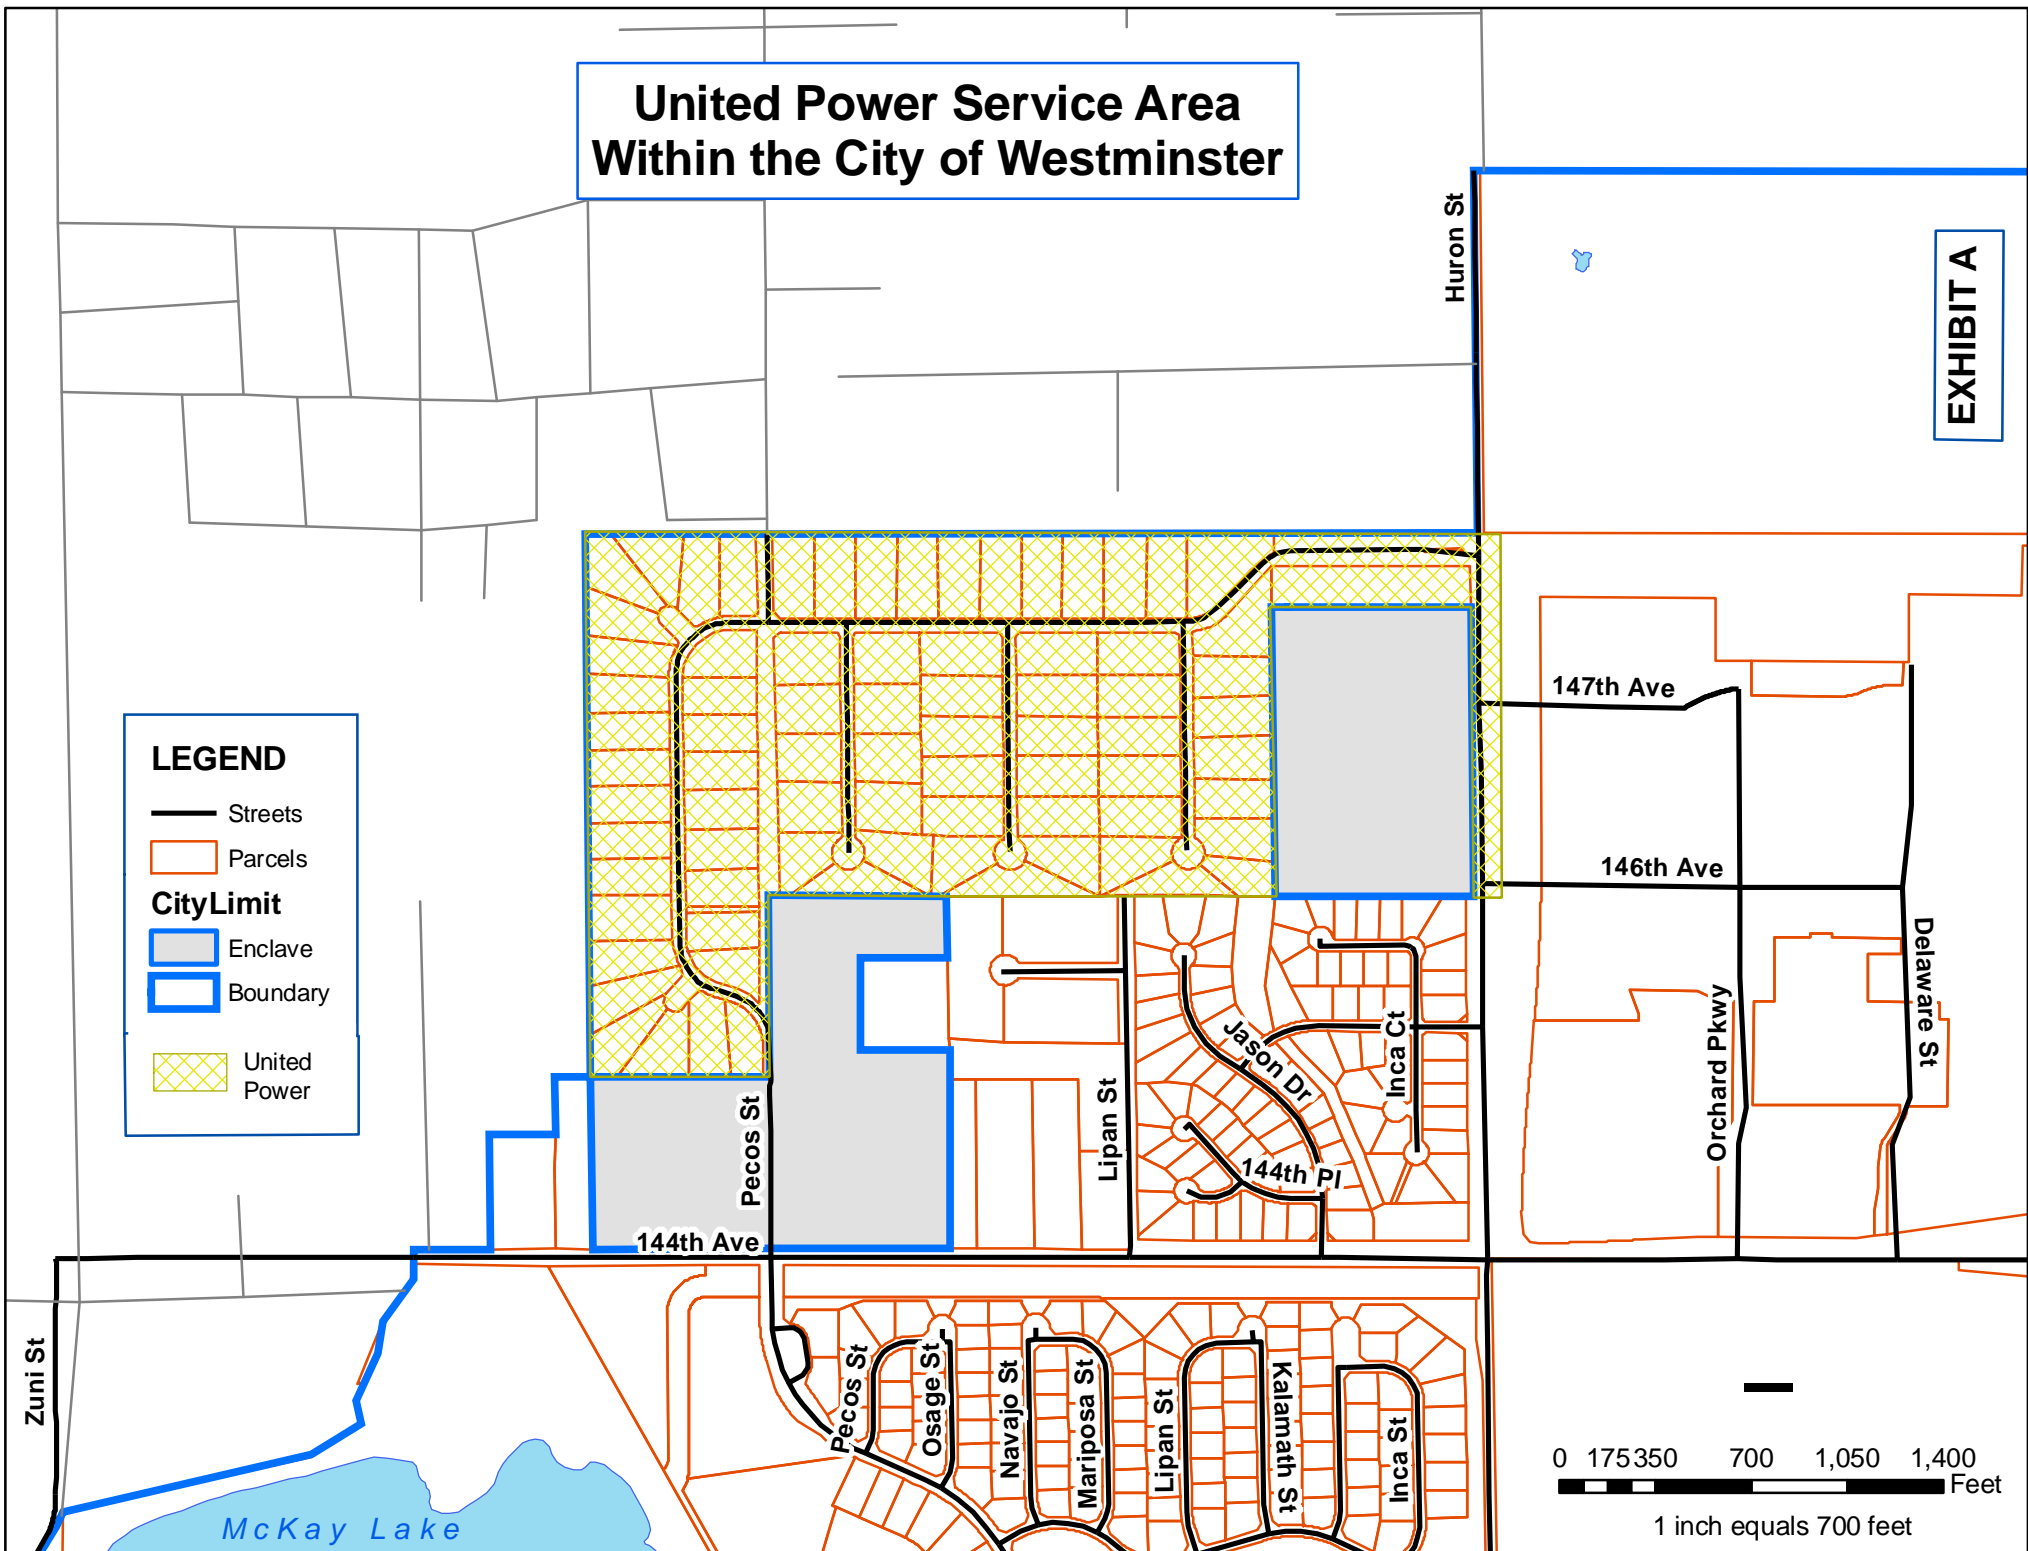 United Power Service Area
Within the City of Westminster
Huron St
EXHIBIT A
147th Ave
LEGEND
Streets
Parcels
CityLimit
Enclave
Boundary
United
Power
146th Ave
Delaware St
Orchard Pkwy
Jason Dr
Inca Ct
Lipan St
Pecos St
144th Pl
144th Ave
Zuni St
Pecos St
Osage St
Navajo St
Mariposa St
Lipan St
Kalamath St
Inca St
McKay Lake
0 175 350 700 1,050 1,400
Feet
1 inch equals 700 feet